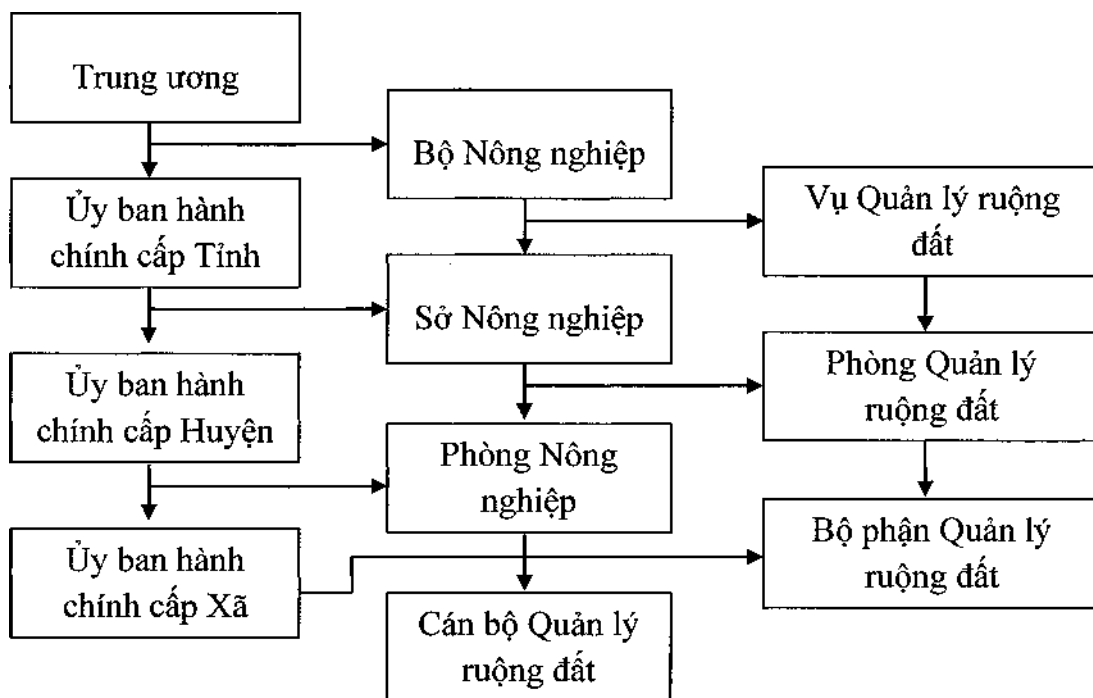 Trung ương
Bộ Nông nghiệp
Ủy ban hành
chính cấp Tỉnh
Vụ Quản lý ruộng
đất
Sở Nông nghiệp
Ủy ban hành
chính cấp Huyện
Phòng Quản lý
ruộng đất
Phòng Nông
nghiệp
Ủy ban hành
chính cấp Xã
Bộ phận Quản lý
ruộng đất
Cán bộ Quản lý
ruộng đất